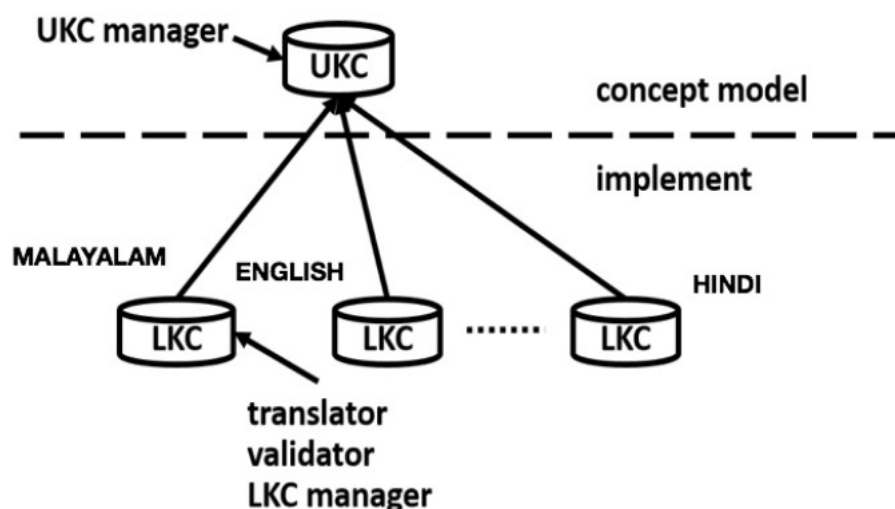 UKC manager
UKC
concept model
implement
MALAYALAM
ENGLISH
HINDI
LKC
LKC
LKC
translator
validator
LKC manager